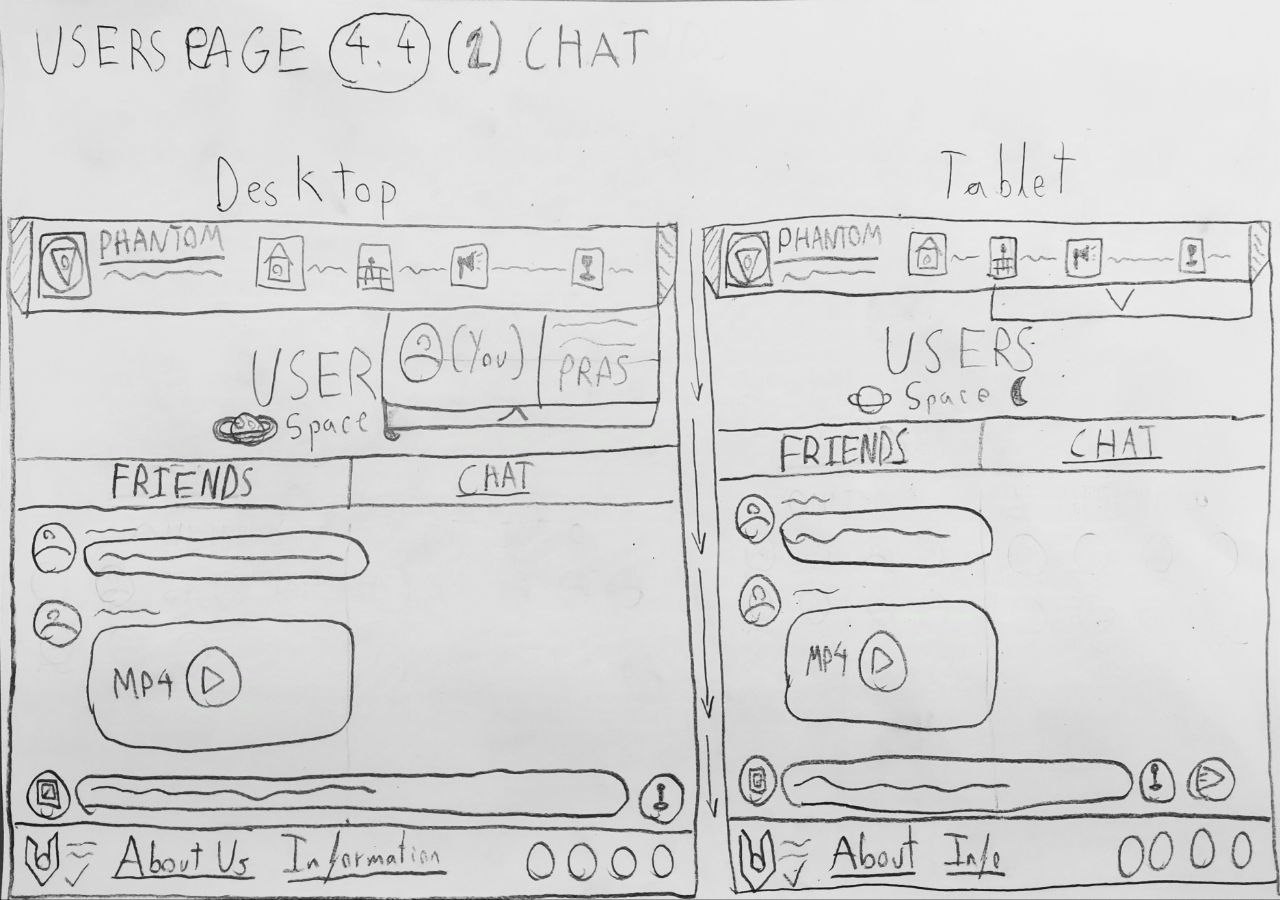 USERS PAGE 4.4 (1) CHAT
Desktop
PHANTOM
(You)
PRAS
USER
Space
FRIENDS CHAT
MP4
About Us Information
Tablet
PHANTOM
USERS
Space
FRIENDS CHAT
MP4
About Info